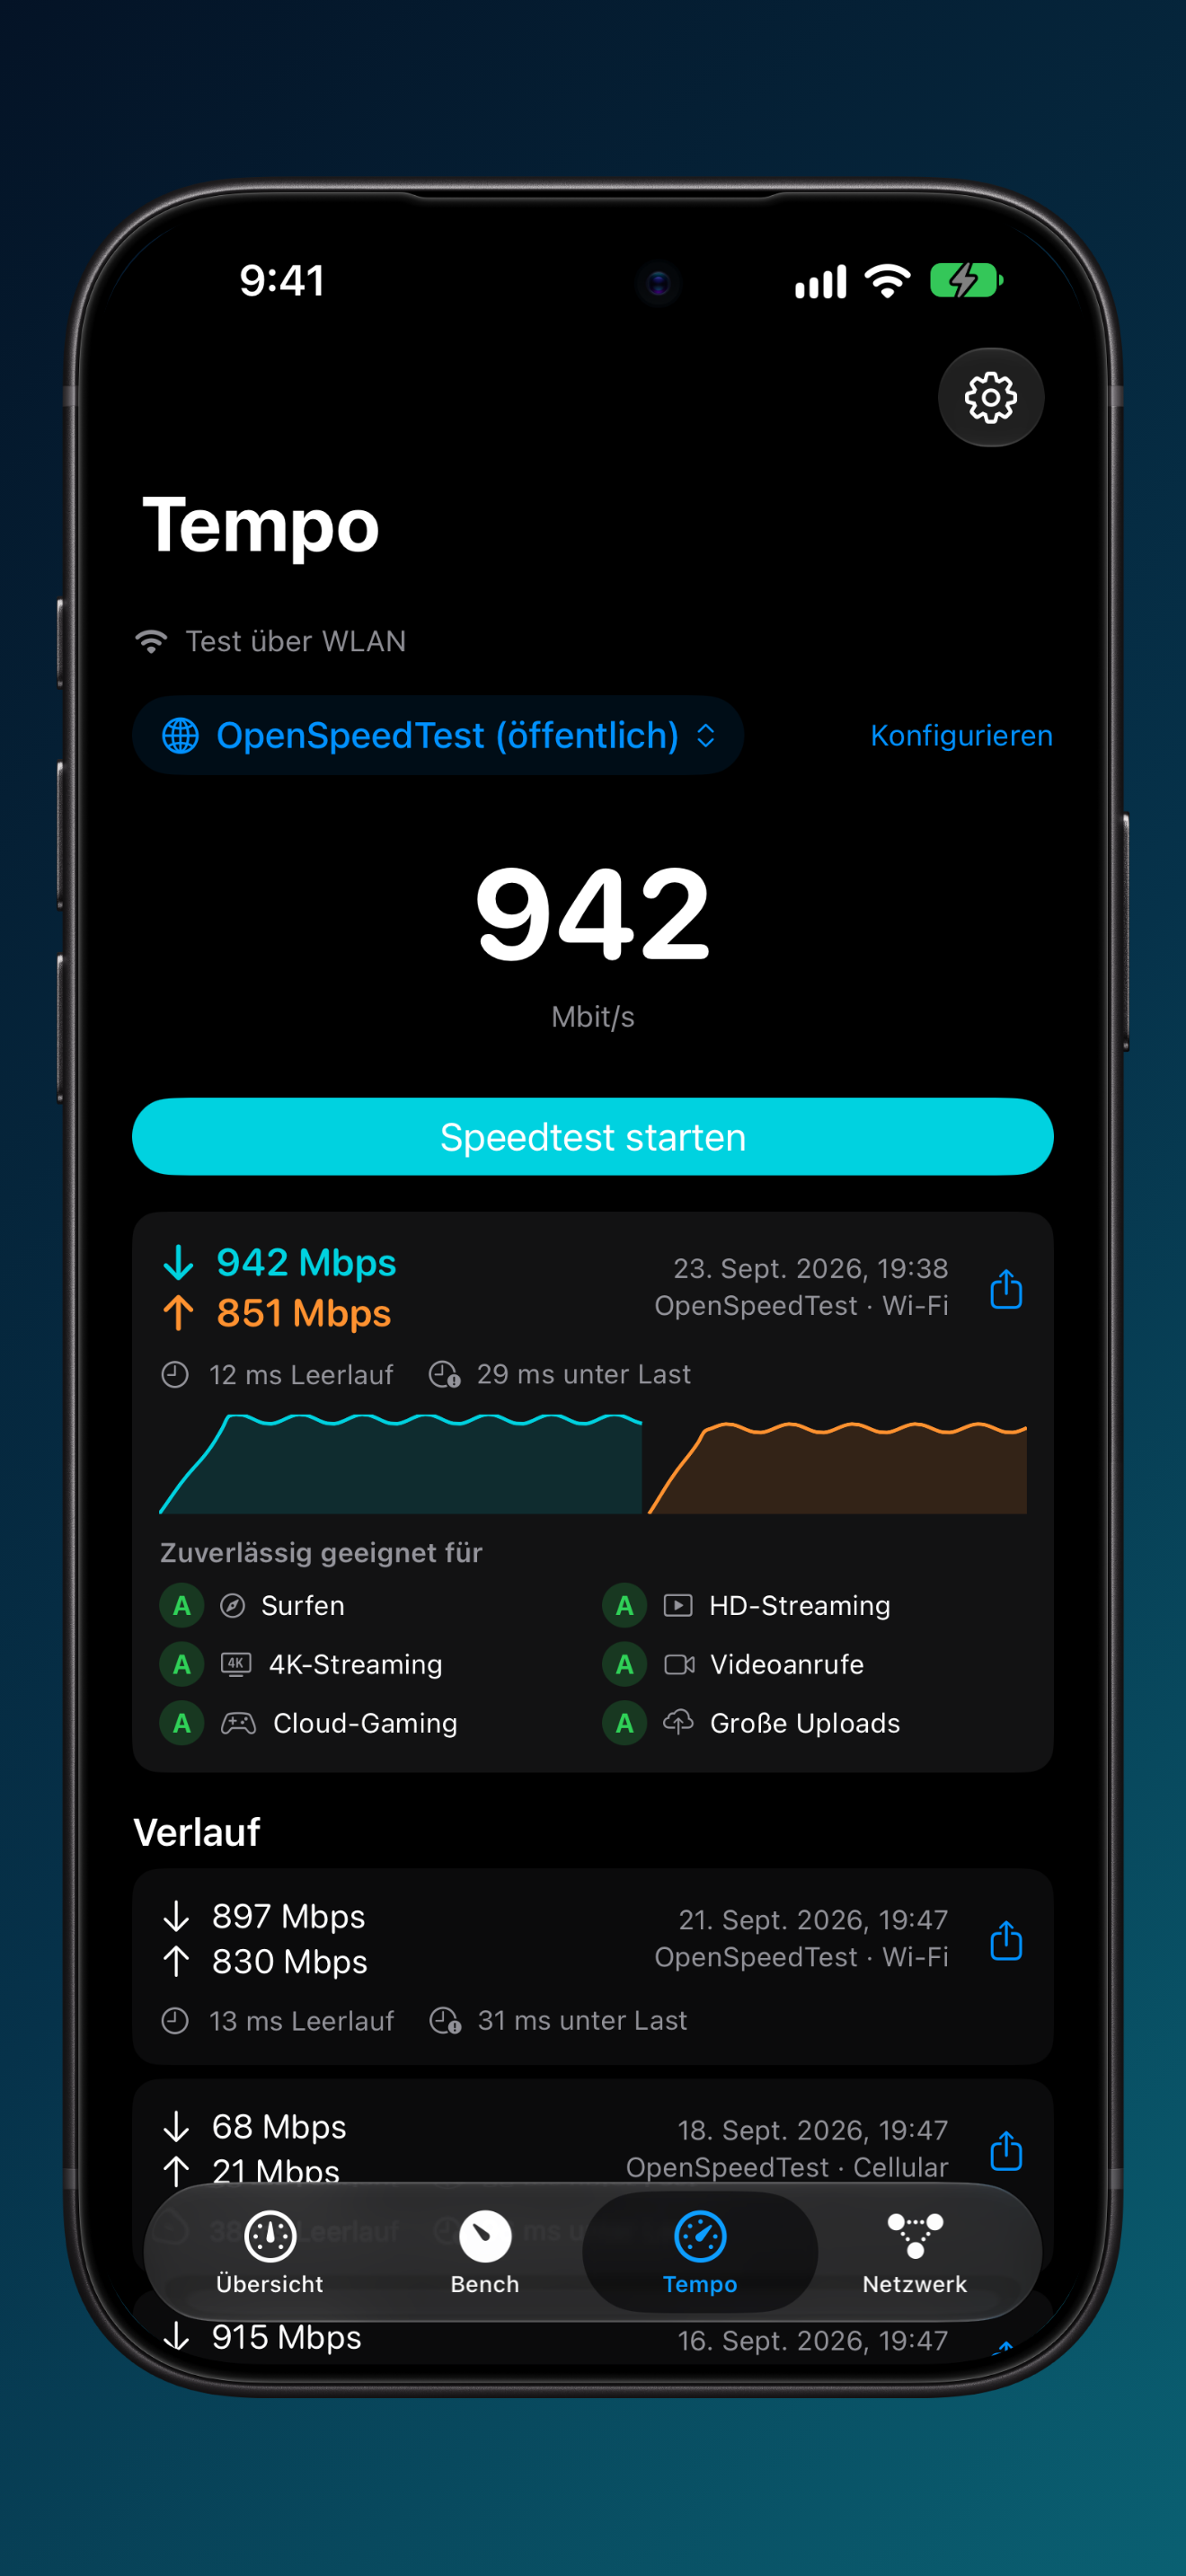 9:41
Tempo
Test über WLAN
OpenSpeedTest (öffentlich)
Konfigurieren
942
Mbit/s
Speedtest starten
942 Mbps
851 Mbps
23. Sept. 2026, 19:38
OpenSpeedTest · Wi-Fi
12 ms Leerlauf
29 ms unter Last
Zuverlässig geeignet für
A Surfen
A HD-Streaming
A 4K 4K-Streaming
A Videoanrufe
A Cloud-Gaming
A Große Uploads
Verlauf
897 Mbps
830 Mbps
21. Sept. 2026, 19:47
OpenSpeedTest · Wi-Fi
13 ms Leerlauf
31 ms unter Last
68 Mbps
21 Mbps
18. Sept. 2026, 19:47
OpenSpeedTest · Cellular
Leerlauf
Übersicht
Bench
Tempo
Netzwerk
915 Mbps
16. Sept. 2026, 19:47